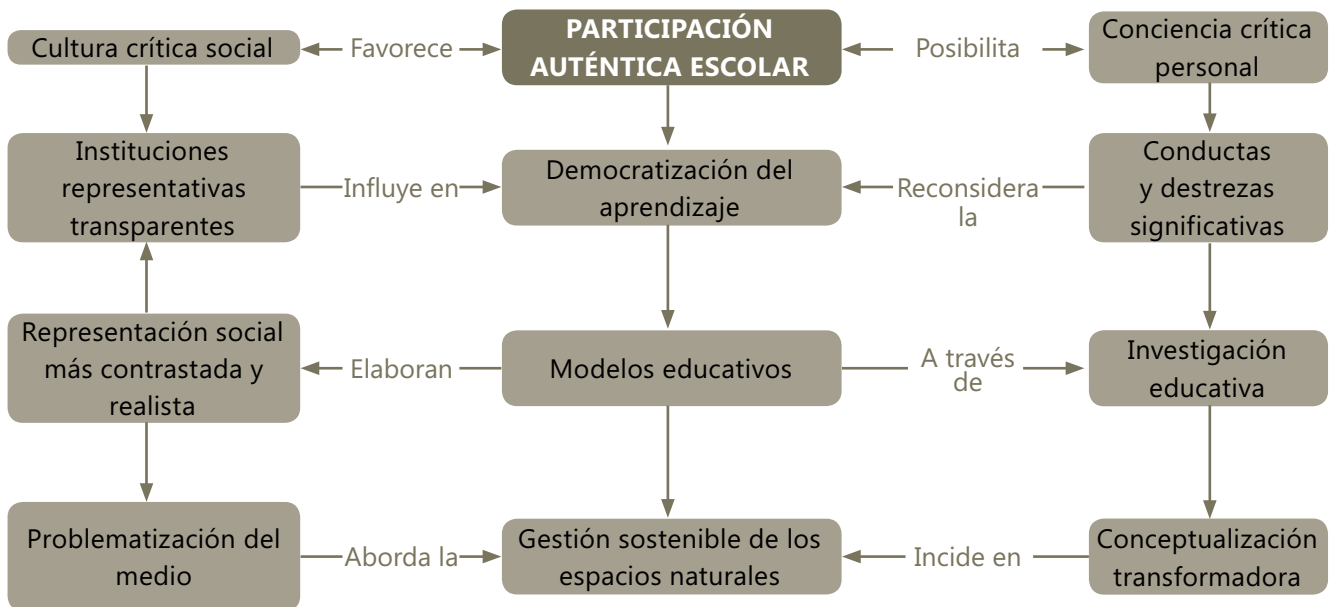 Cultura crítica social
Favorece
PARTICIPACIÓN
AUTÉNTICA ESCOLAR
Posibilita
Conciencia crítica
personal
Instituciones
representativas
transparentes
Influye en
Democratización del
aprendizaje
Reconsidera
la
Conductas
y destrezas
significativas
Representación social
más contrastada y
realista
Elaboran
Modelos educativos
A través
de
Investigación
educativa
Problematización del
medio
Aborda la
Gestión sostenible de los
espacios naturales
Incide en
Conceptualización
transformadora